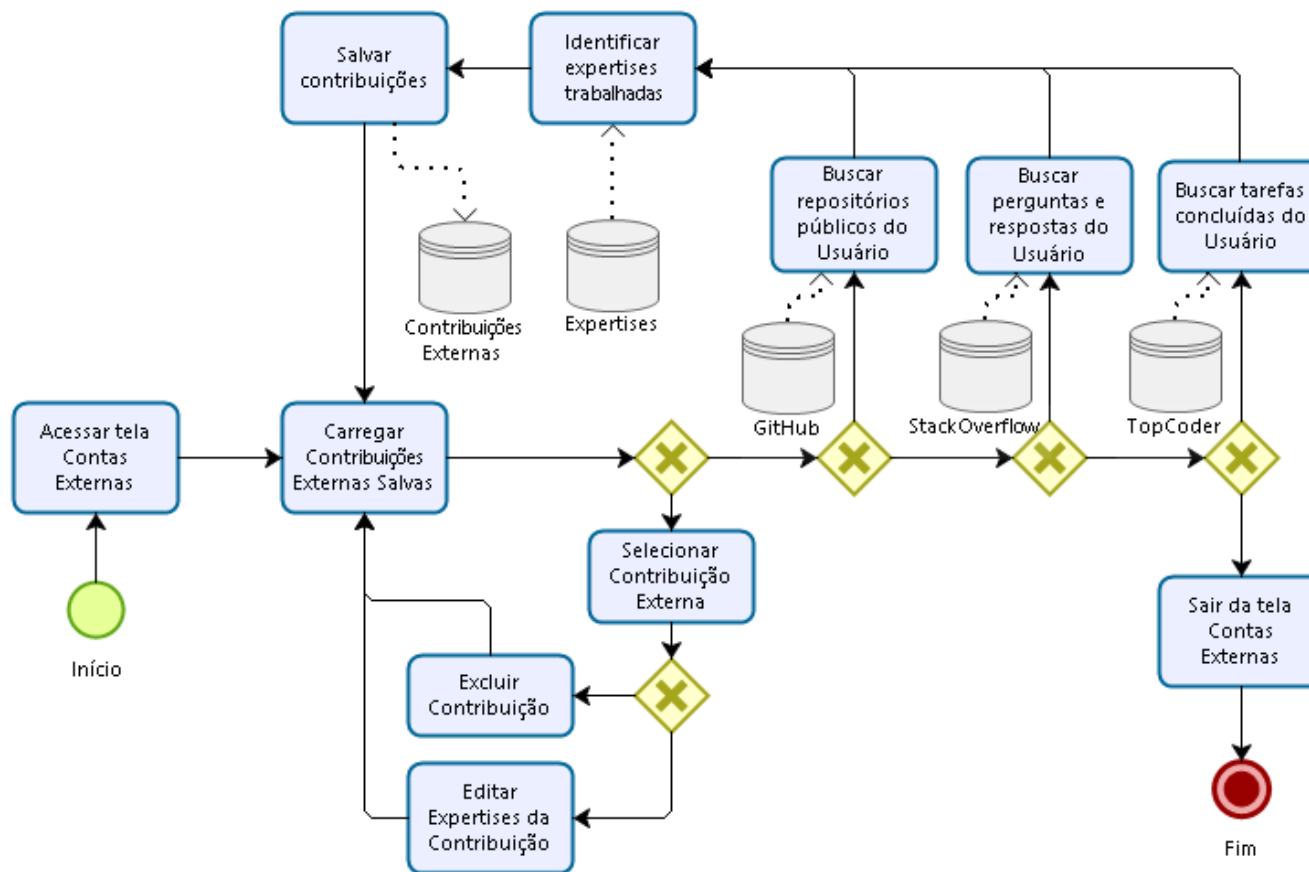 Salvar
contribuições
Identificar
expertises
trabalhadas
Buscar
repositórios
públicos do
Usuário
Buscar
perguntas e
respostas do
Usuário
Buscar tarefas
concluídas do
Usuário
Contribuições
Externas
Expertises
GitHub
StackOverflow
TopCoder
Acessar tela
Contas
Externas
Carregar
Contribuições
Externas Salvas
Selecionar
Contribuição
Externa
Sair da tela
Contas
Externas
Início
Excluir
Contribuição
Editar
Expertises da
Contribuição
Fim